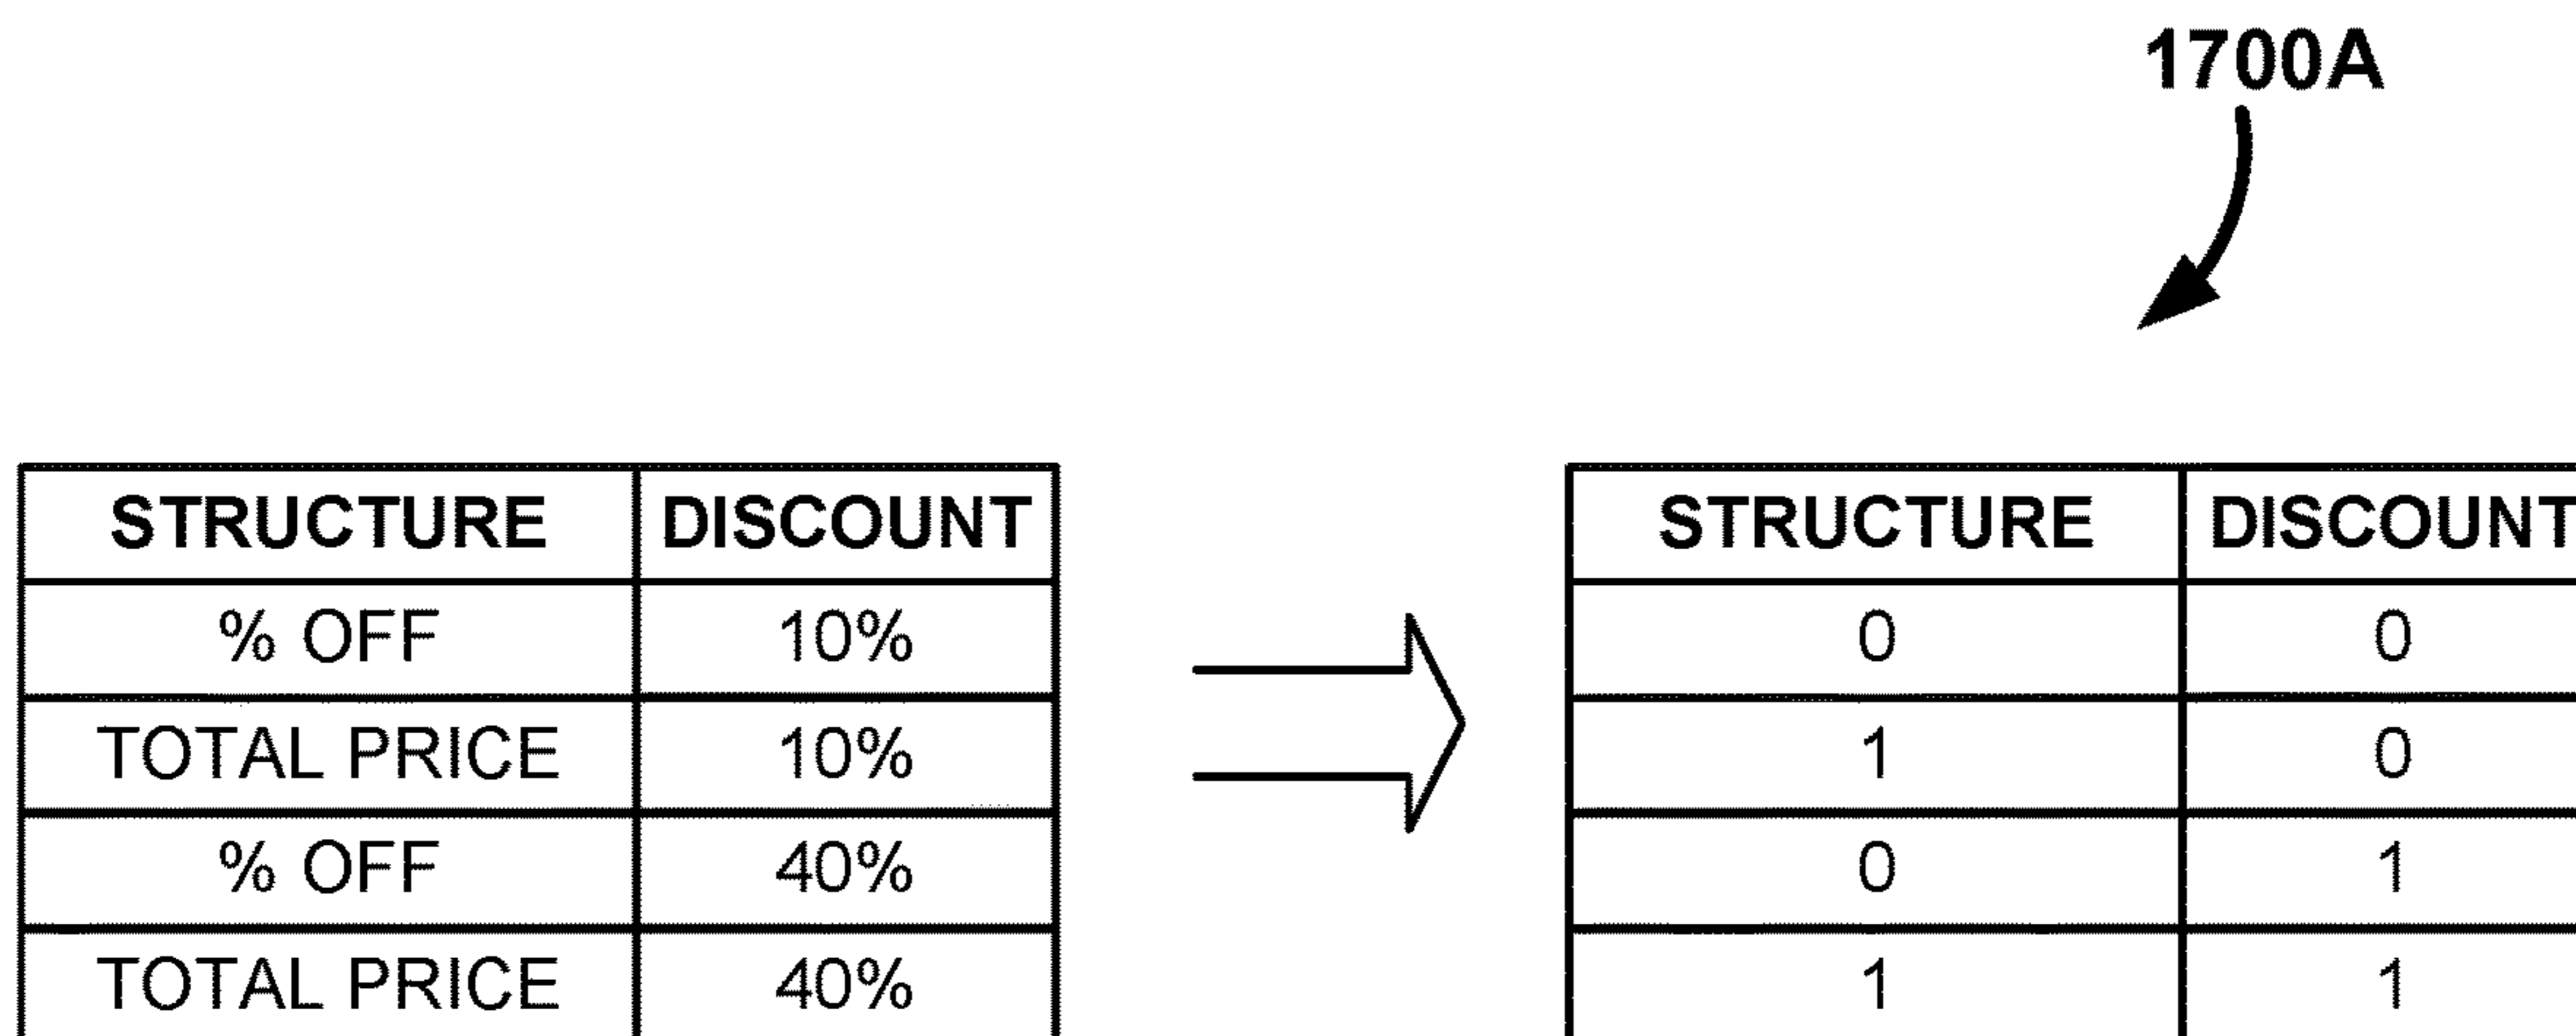 1700A
STRUCTURE DISCOUNT STRUCTURE DISCOUNT
% OFF 10% 0 0
TOTAL PRICE 10% 1 0
% OFF 40% 0 1
TOTAL PRICE 40% 1 1